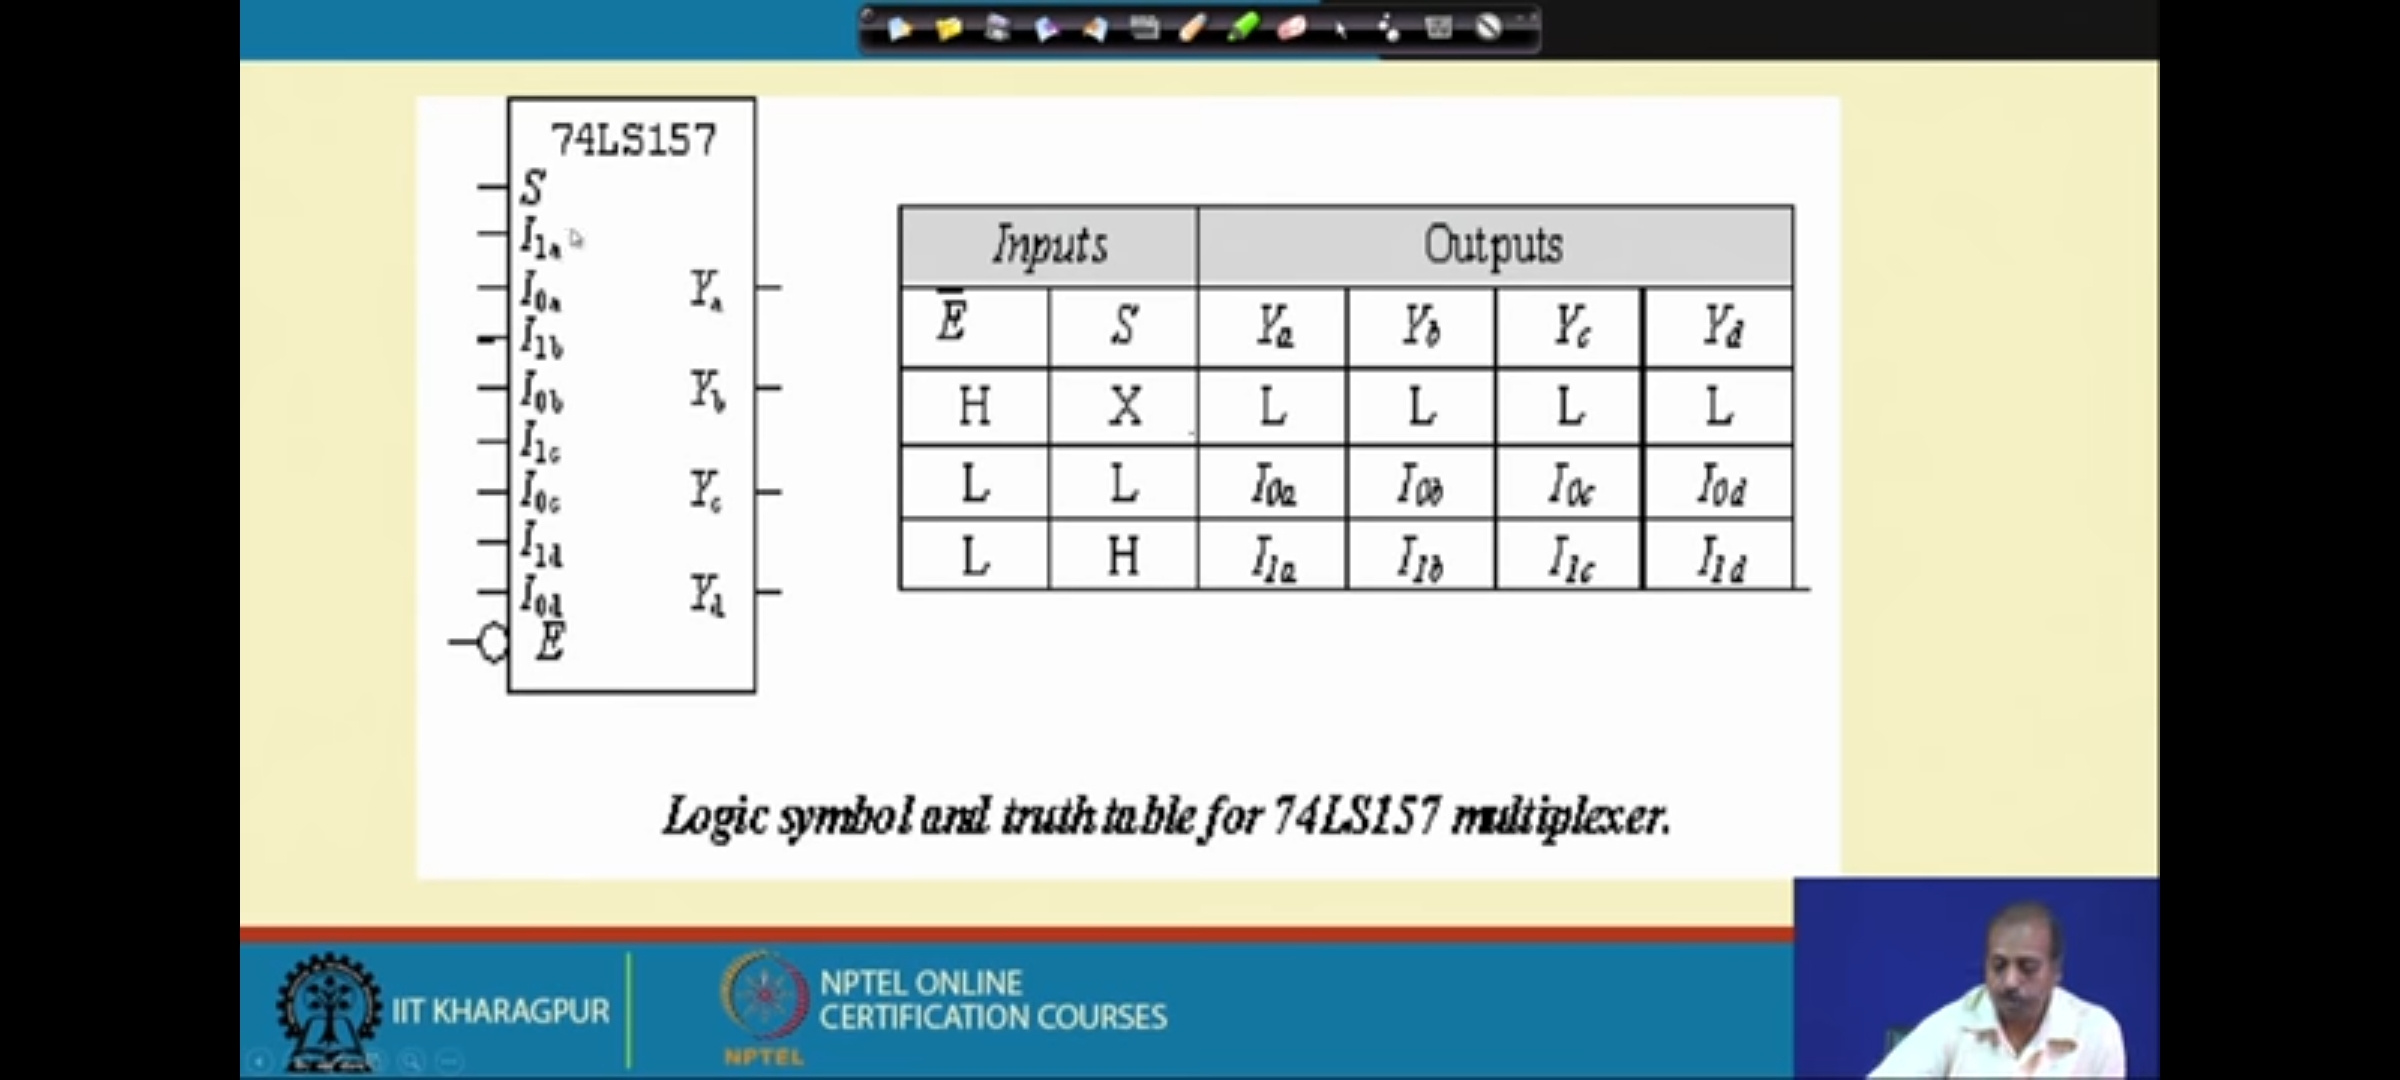 74LS157
S
I1a
I0a Ya
I1b
I0b Yb
I1c
I0c Yc
I1d
I0d Yd
E
Inputs Outputs
E̅ S Ya Yb Yc Yd
H X L L L L
L L I0a I0b I0c I0d
L H I1a I1b I1c I1d
Logic symbol and truth table for 74LS157 multiplexer.
IIT KHARAGPUR
NPTEL
NPTEL ONLINE
CERTIFICATION COURSES